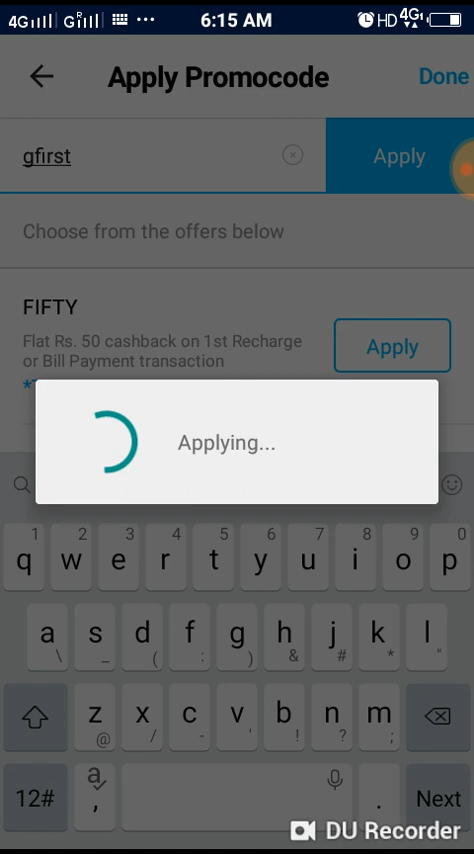 4G G R 6:15 AM HD 4G
Apply Promocode Done
gfirst Apply
Choose from the offers below
FIFTY
Flat Rs. 50 cashback on 1st Recharge
or Bill Payment transaction
Apply
Applying...
1 2 3 4 5 6 7 8 9 0
q w e r t y u i o p
a s d f g h j k l
\ _ ( : ) & # * "
z x c v b n m
@ / - ' ! ? ;
12# a , . Next
DU Recorder